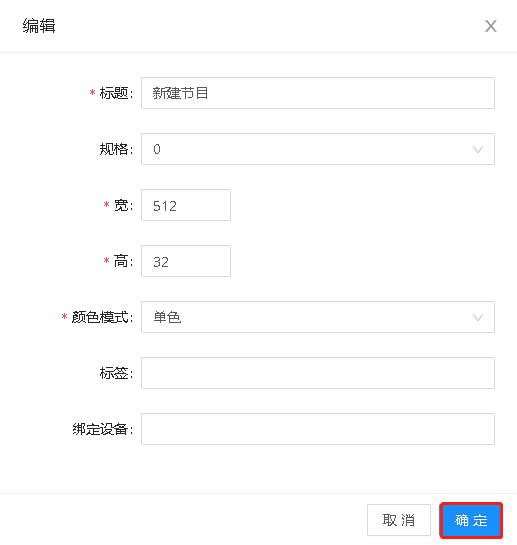 编辑
* 标题: 新建节目
规格: 0
* 宽: 512
* 高: 32
* 颜色模式: 单色
标签:
绑定设备:
取 消 确 定